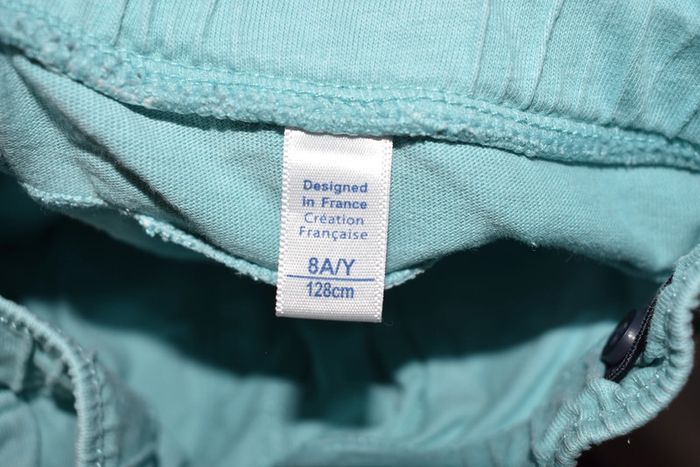 Designed
in France
Création
Française
8A/Y
128cm